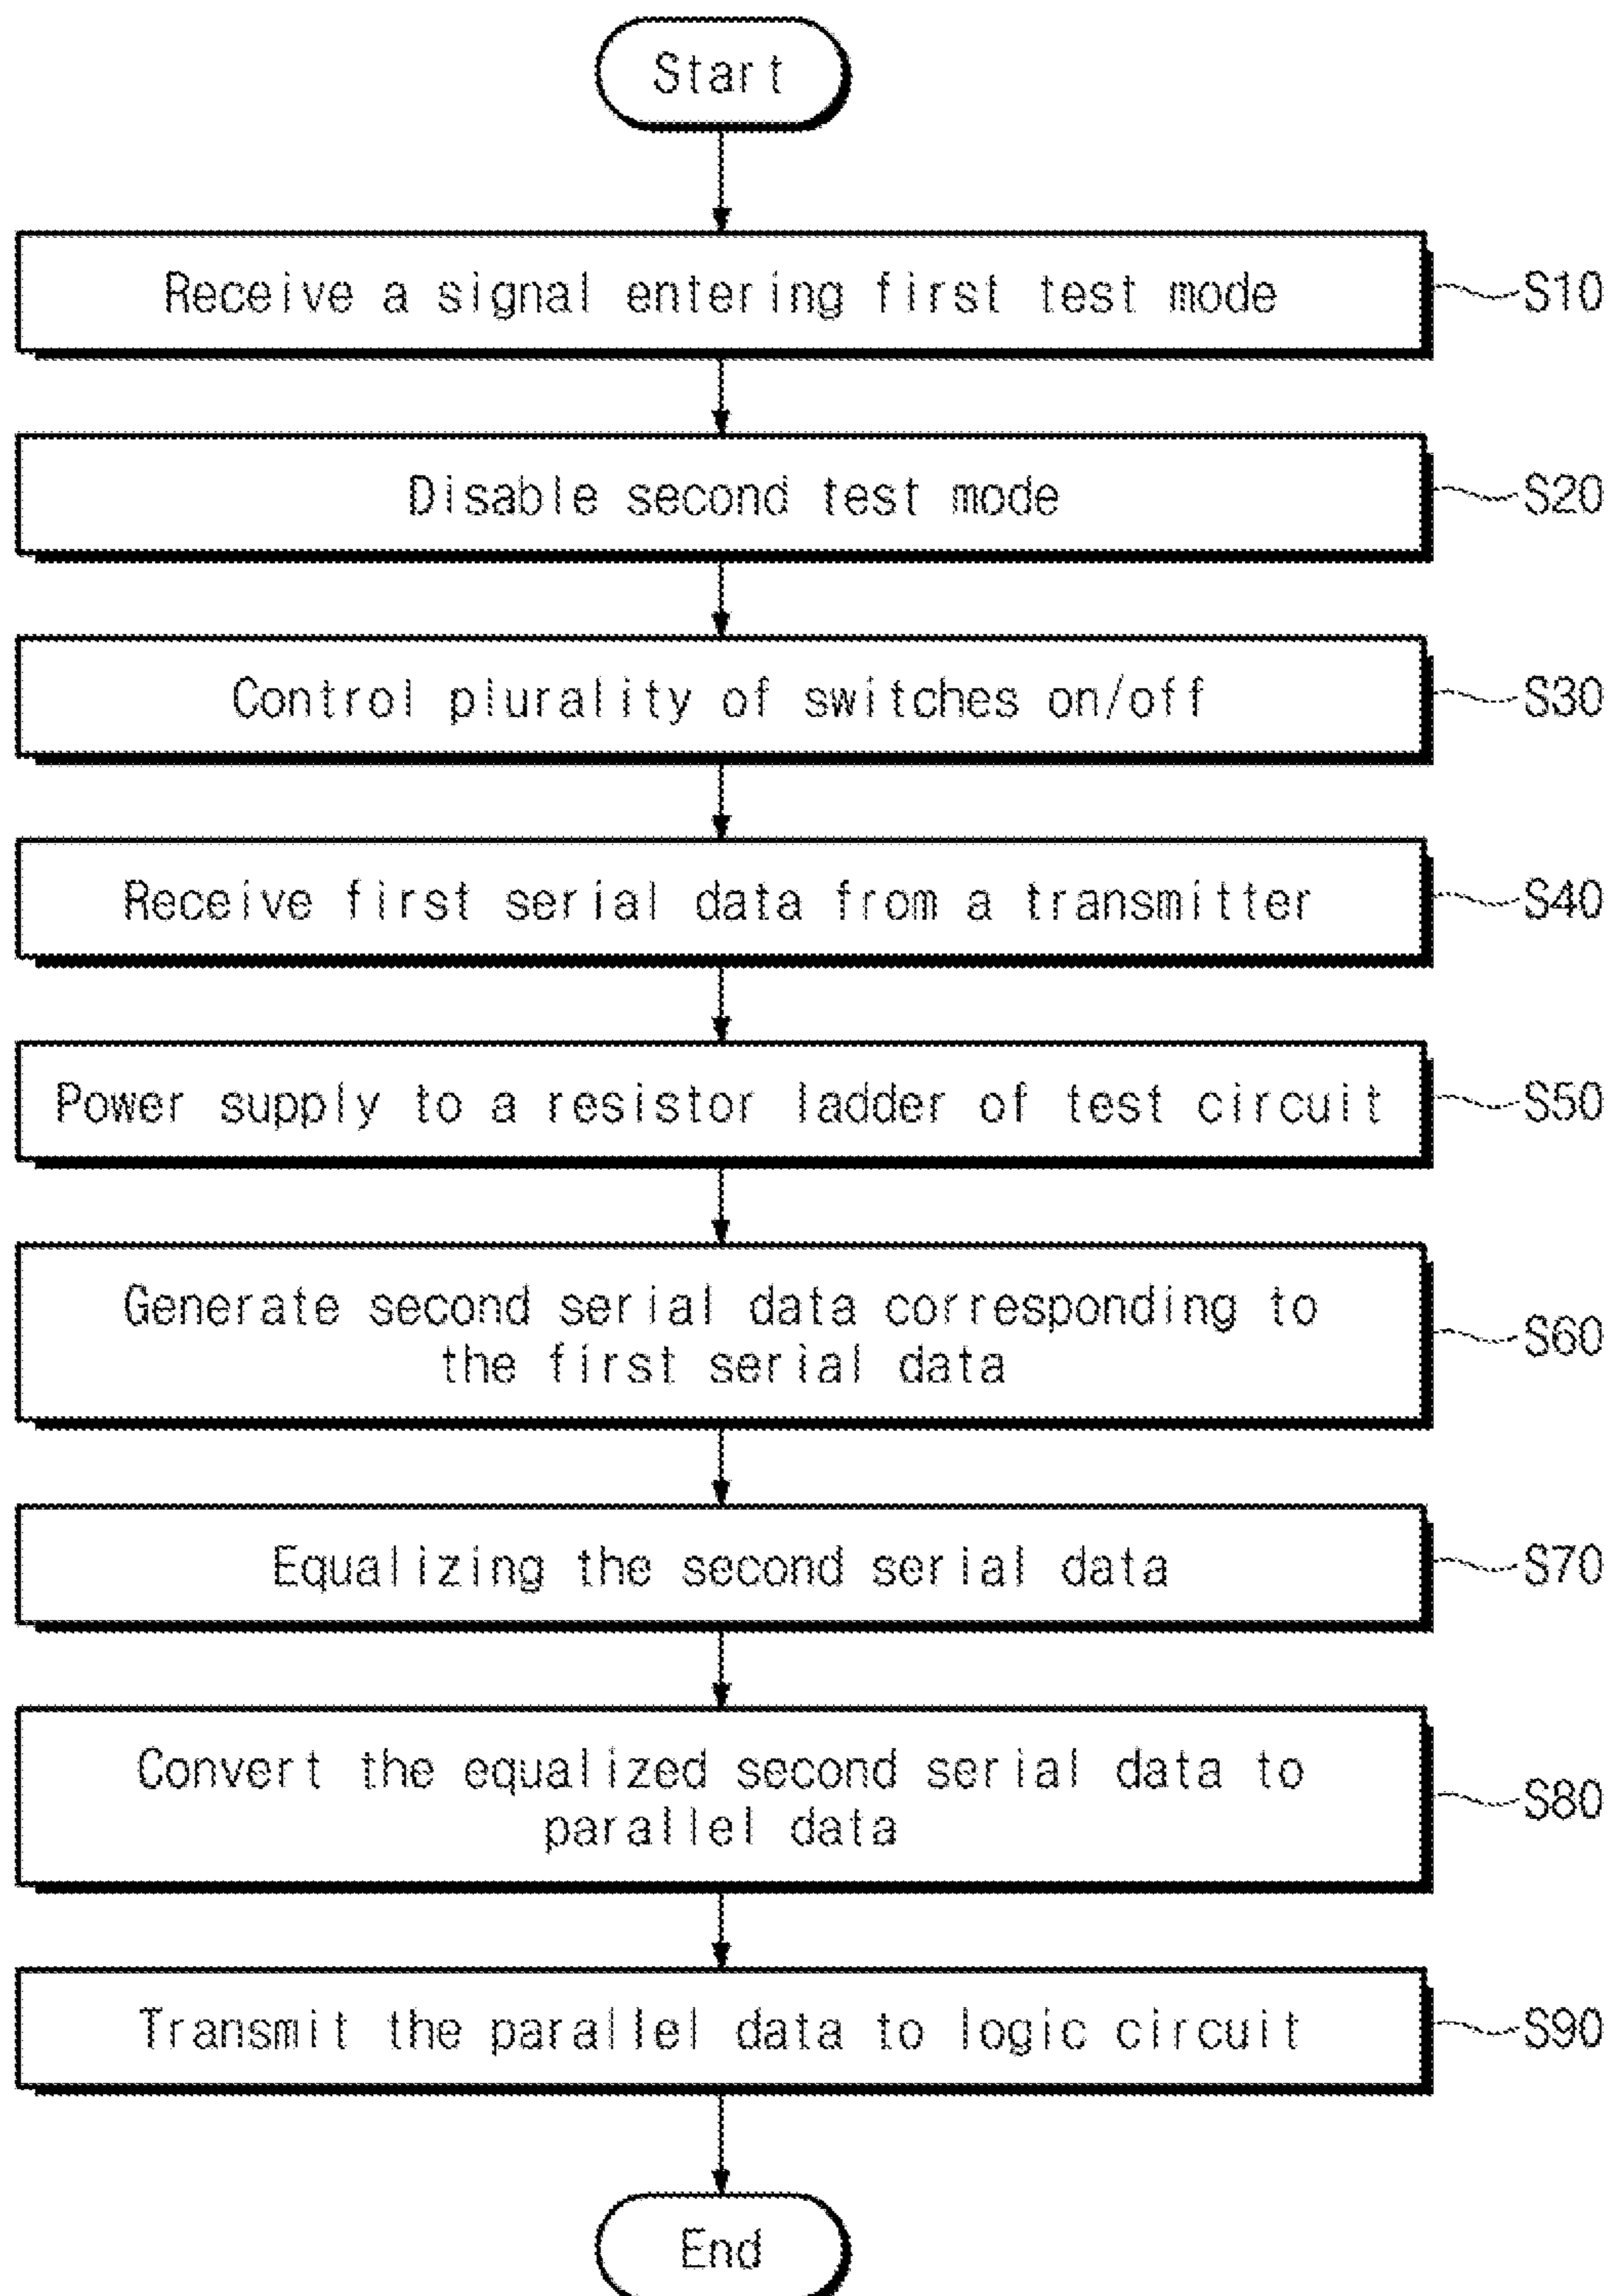 Start
Receive a signal entering first test mode
S10
Disable second test mode
S20
Control plurality of switches on/off
S30
Receive first serial data from a transmitter
S40
Power supply to a resistor ladder of test circuit
S50
Generate second serial data corresponding to
the first serial data
S60
Equalizing the second serial data
S70
Convert the equalized second serial data to
parallel data
S80
Transmit the parallel data to logic circuit
S90
End